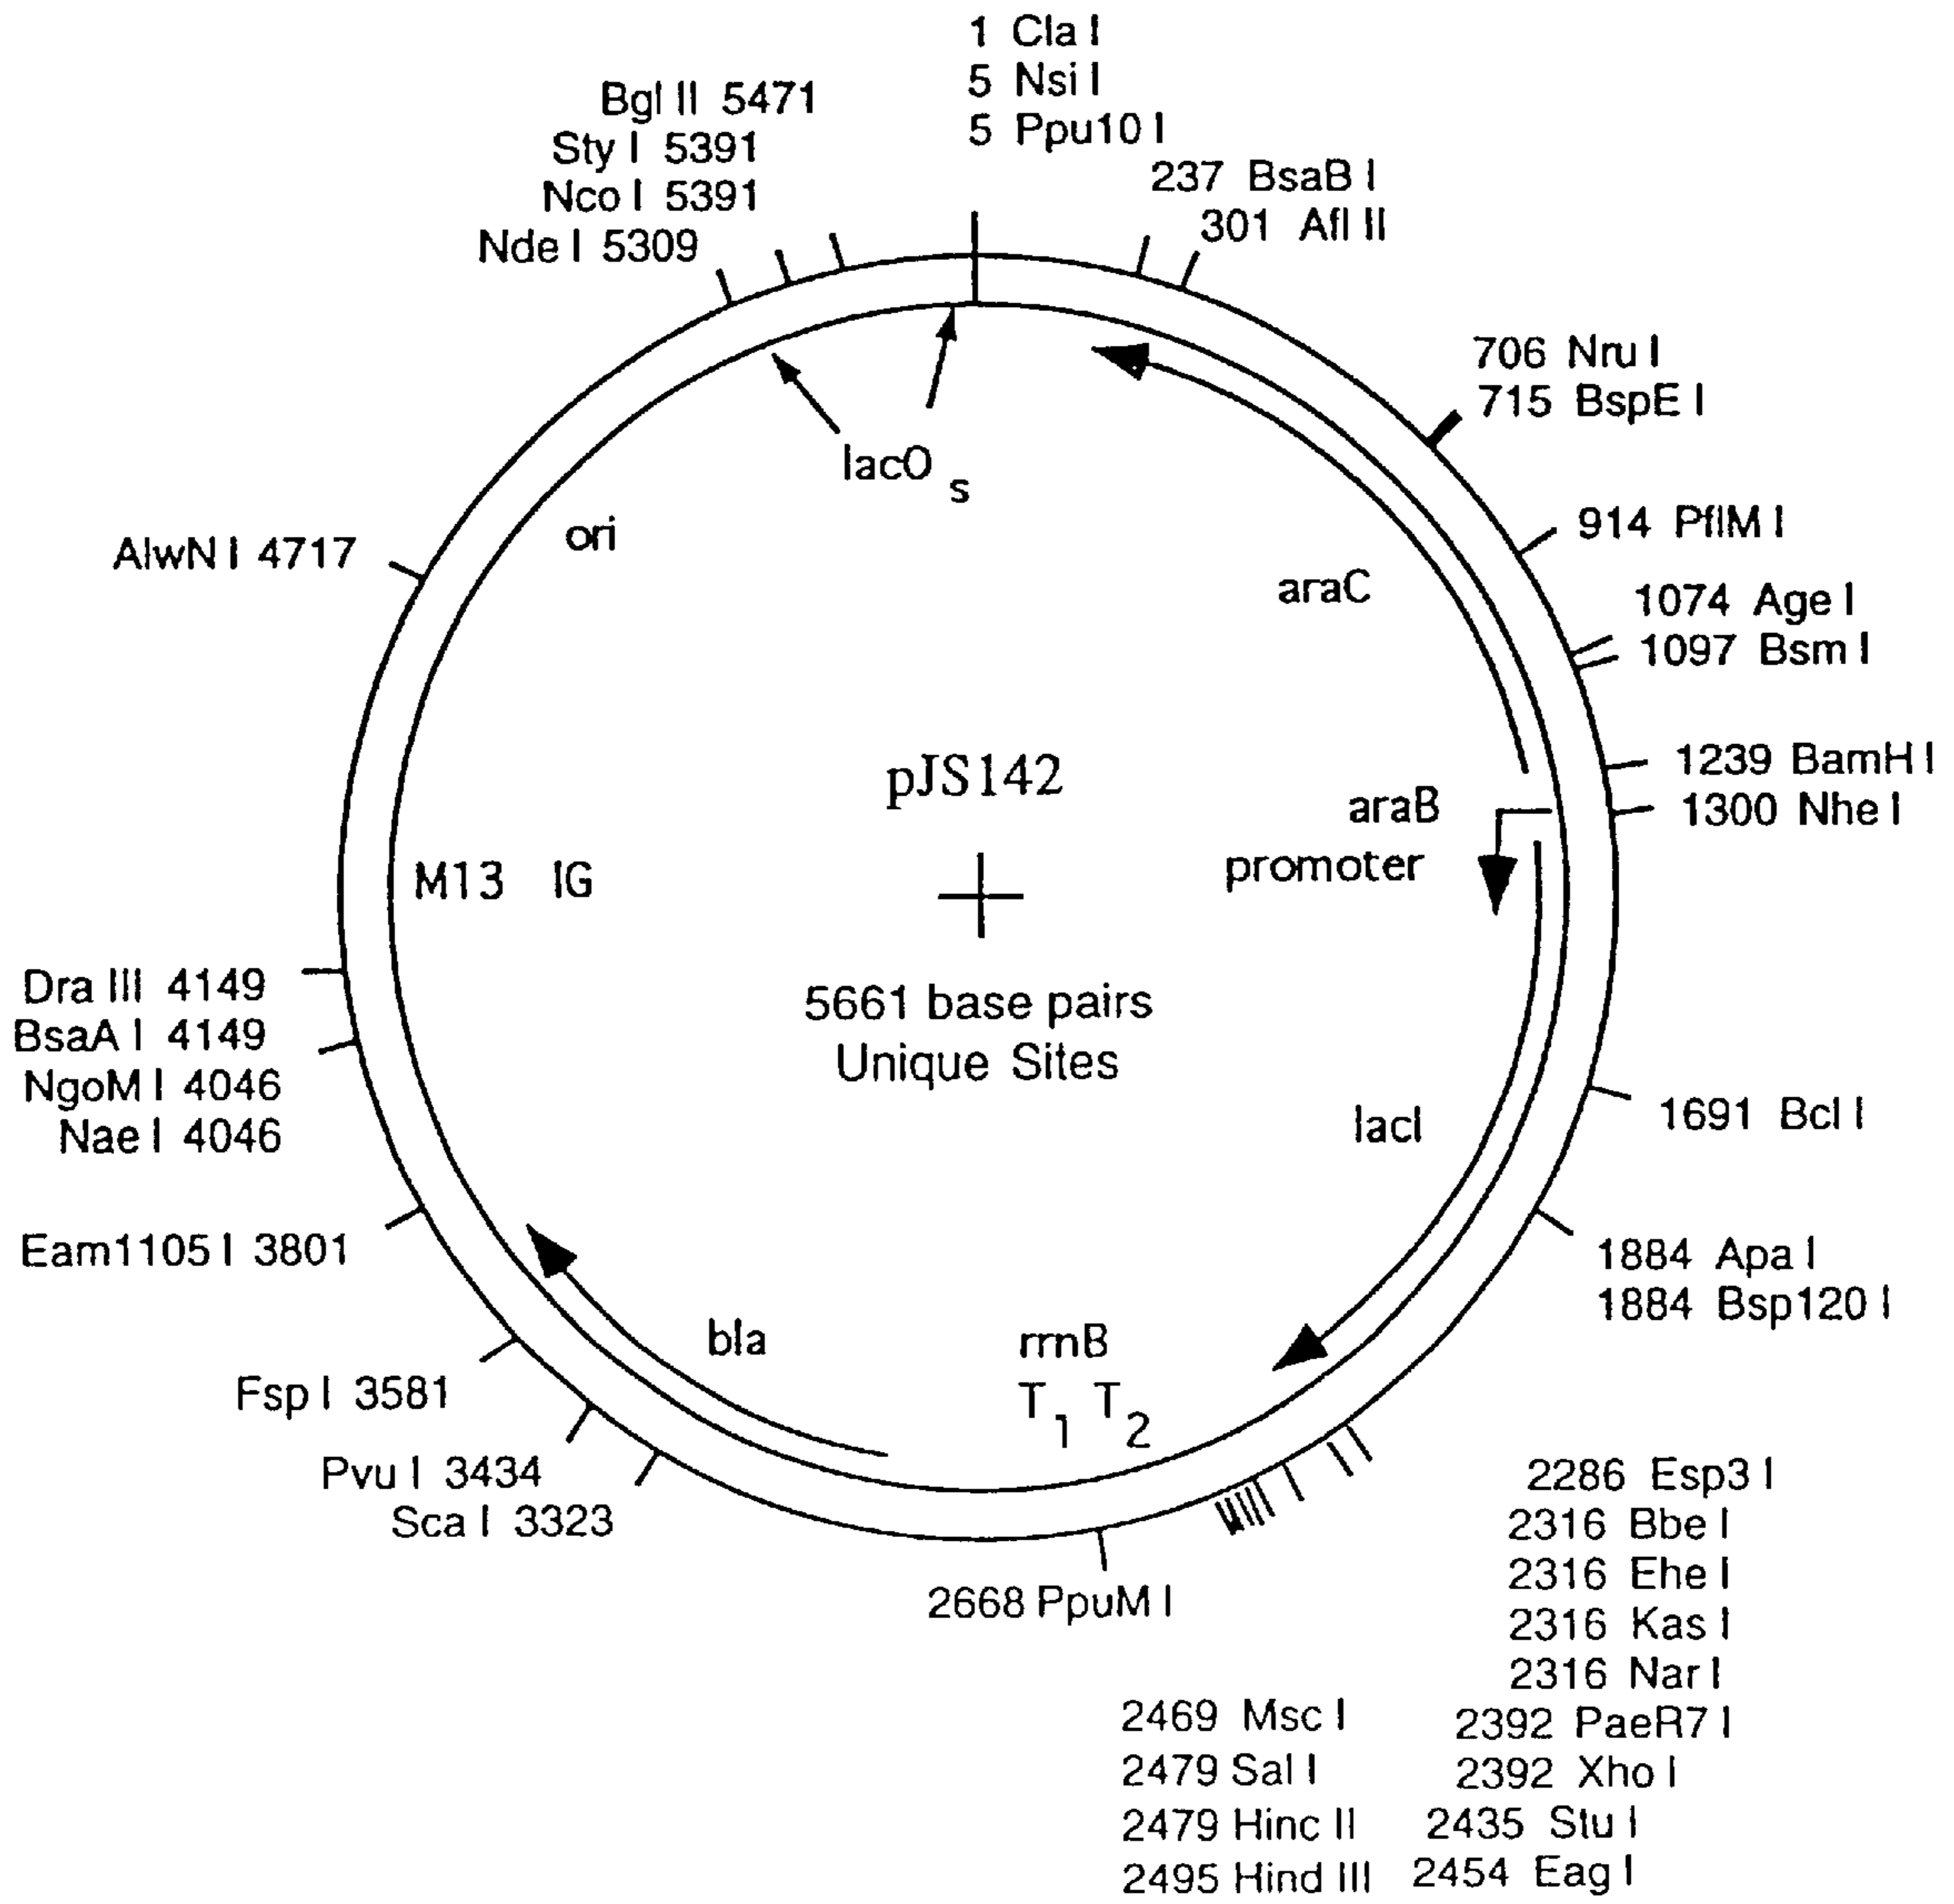 1 Cla I
5 Nsi I
5 Ppu10 I
Bgl II 5471
Sty I 5391
Nco I 5391
Nde I 5309
237 BsaB I
301 Afl II
706 Nru I
715 BspE I
914 PflM I
1074 Age I
1097 Bsm I
1239 BamH I
1300 Nhe I
1691 Bcl I
1884 Apa I
1884 Bsp120 I
2286 Esp3 I
2316 Bbe I
2316 Ehe I
2316 Kas I
2316 Nar I
2392 PaeR7 I
2392 Xho I
2435 Stu I
2454 Eag I
2469 Msc I
2479 Sal I
2479 Hinc II
2495 Hind III
2668 PpuM I
Sca I 3323
Pvu I 3434
Fsp I 3581
Eam1105 I 3801
Dra III 4149
BsaA I 4149
NgoM I 4046
Nae I 4046
AlwN I 4717
lacO s
ori
araC
araB
promoter
pJS142
5661 base pairs
Unique Sites
M13 IG
lacI
bla
rrnB
T1 T2